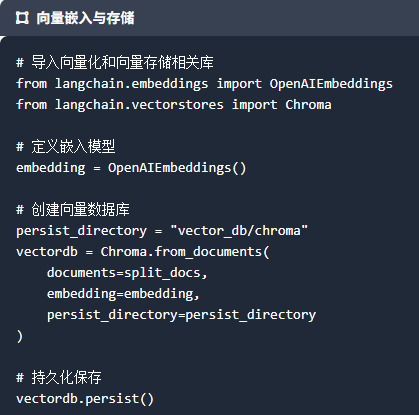 向量嵌入与存储
# 导入向量化和向量存储相关库
from langchain.embeddings import OpenAIEmbeddings
from langchain.vectorstores import Chroma
# 定义嵌入模型
embedding = OpenAIEmbeddings()
# 创建向量数据库
persist_directory = "vector_db/chroma"
vectordb = Chroma.from_documents(
    documents=split_docs,
    embedding=embedding,
    persist_directory=persist_directory
)
# 持久化保存
vectordb.persist()